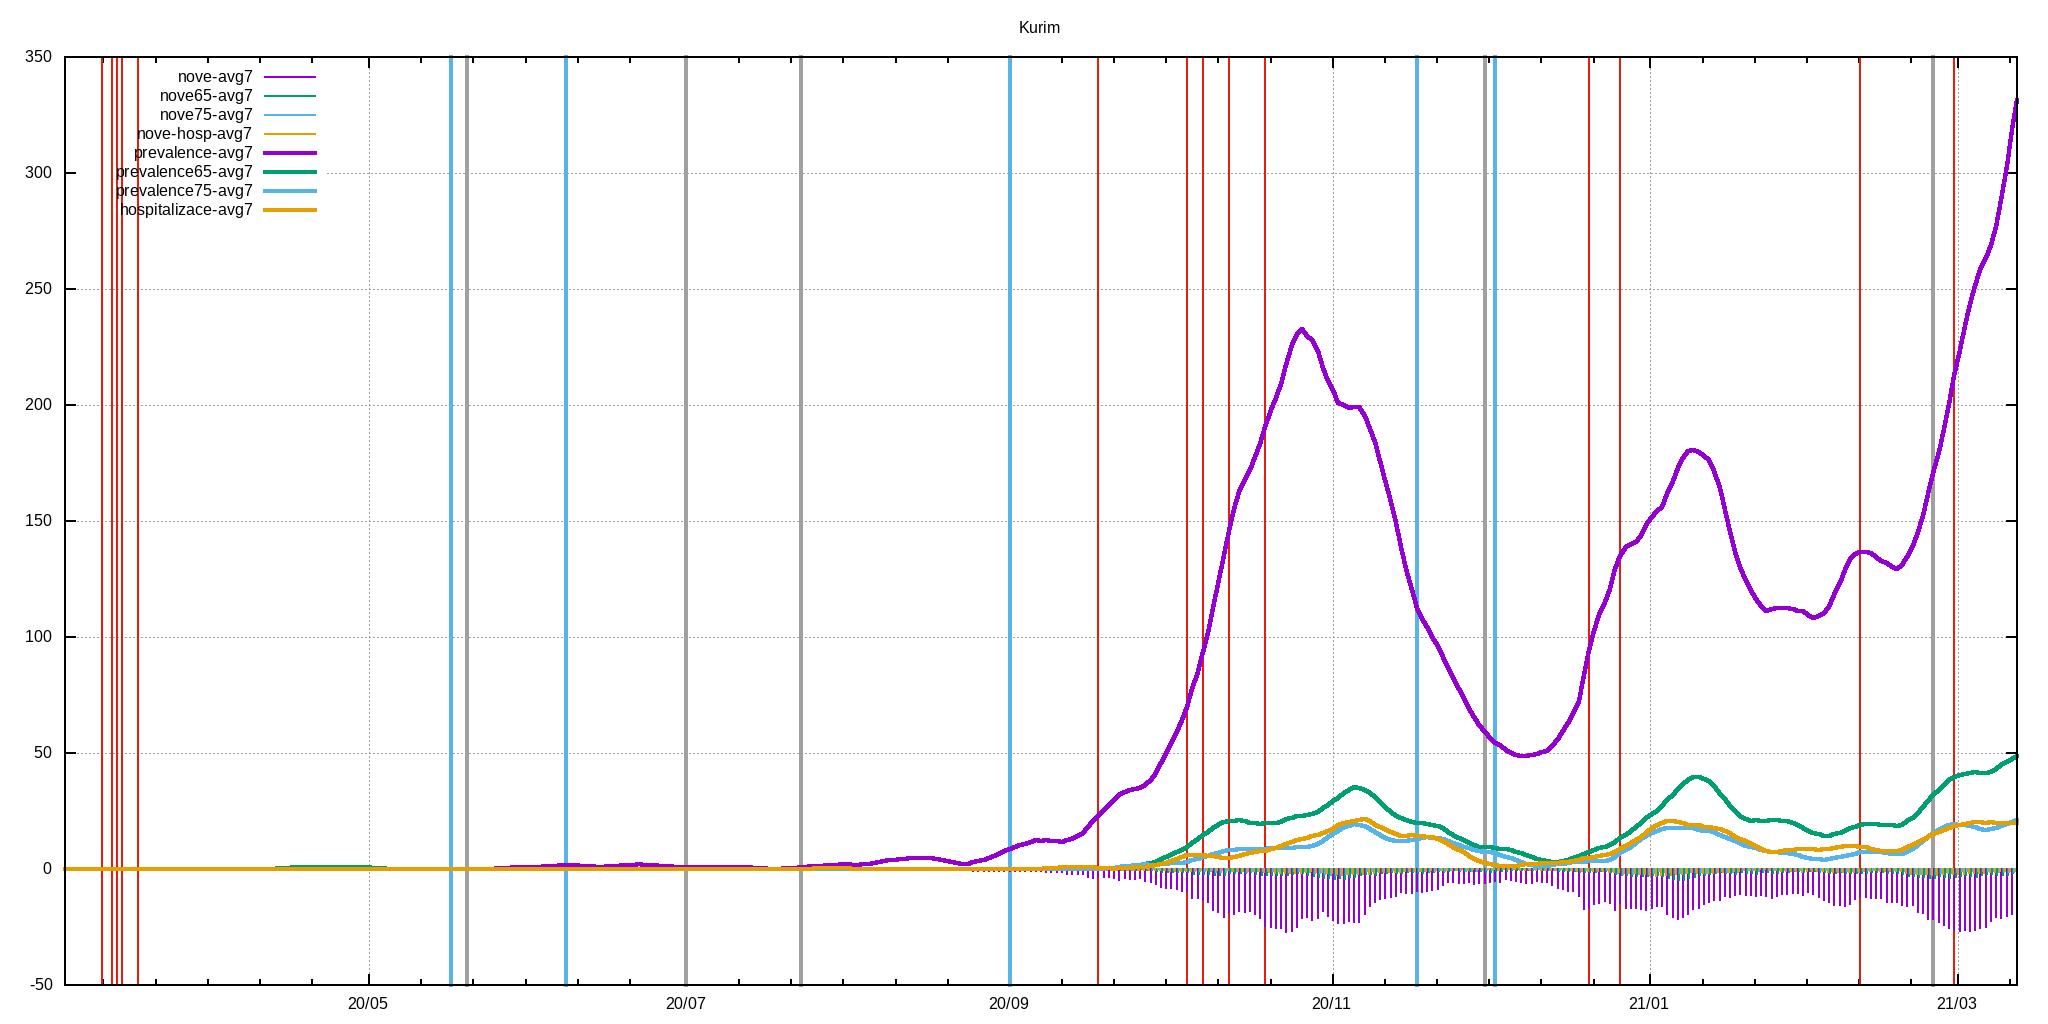 Kurim
350
300
250
200
150
100
50
0
-50
nove-avg7
nove65-avg7
nove75-avg7
nove-hosp-avg7
prevalence-avg7
prevalence65-avg7
prevalence75-avg7
hospitalizace-avg7
20/05
20/07
20/09
20/11
21/01
21/03